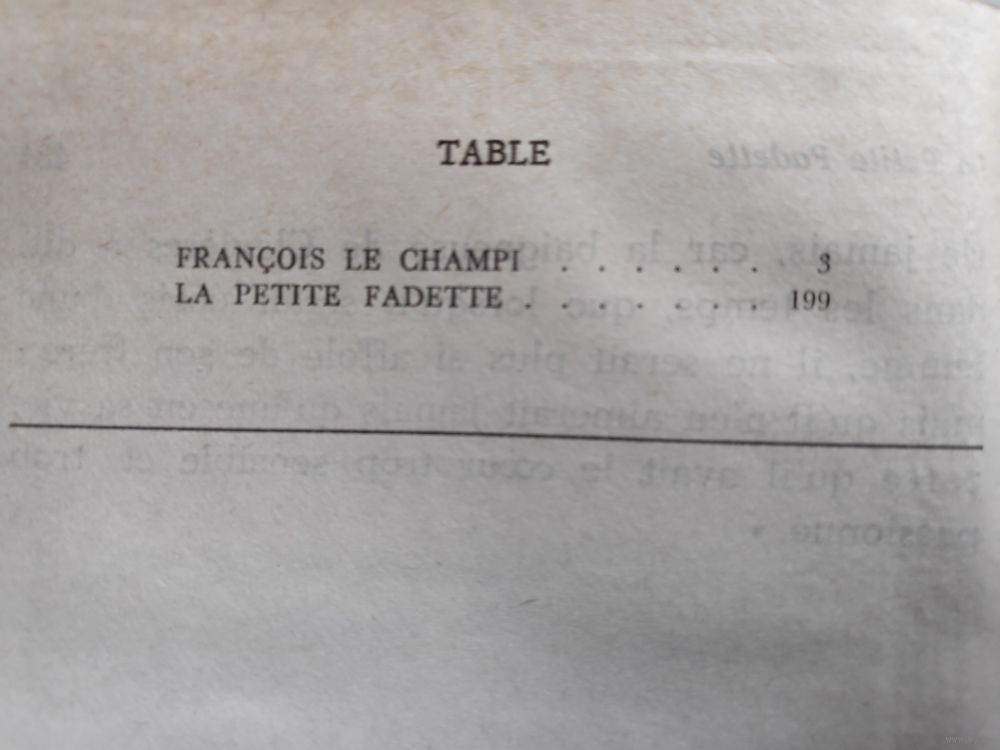 TABLE
FRANÇOIS LE CHAMPI . . . . . . 3
LA PETITE FADETTE . . . . . . . 199